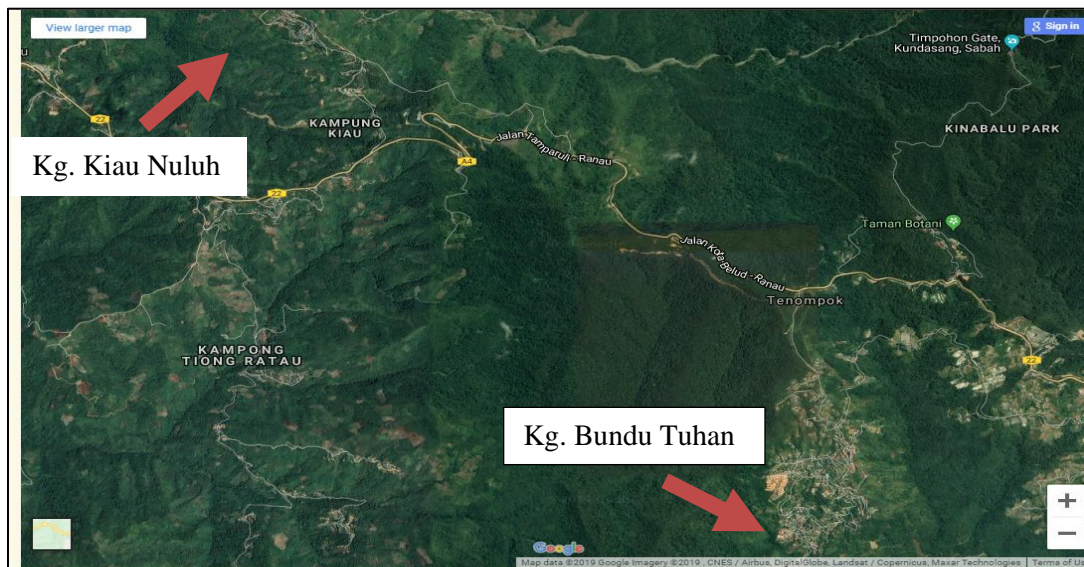 View larger map
Sign in
Timpohon Gate,
Kundasang, Sabah
u
22
KAMPUNG
KIAU
Jalan Tamparuli - Ranau
KINABALU PARK
Kg. Kiau Nuluh
A4
22
Taman Botani
Jalan Kota Belud - Ranau
Tenompok
KAMPONG
TIONG RATAU
22
Kg. Bundu Tuhan
+
−
Google
Map data ©2019 Google Imagery ©2019 , CNES / Airbus, DigitalGlobe, Landsat / Copernicus, Maxar Technologies
Terms of Us